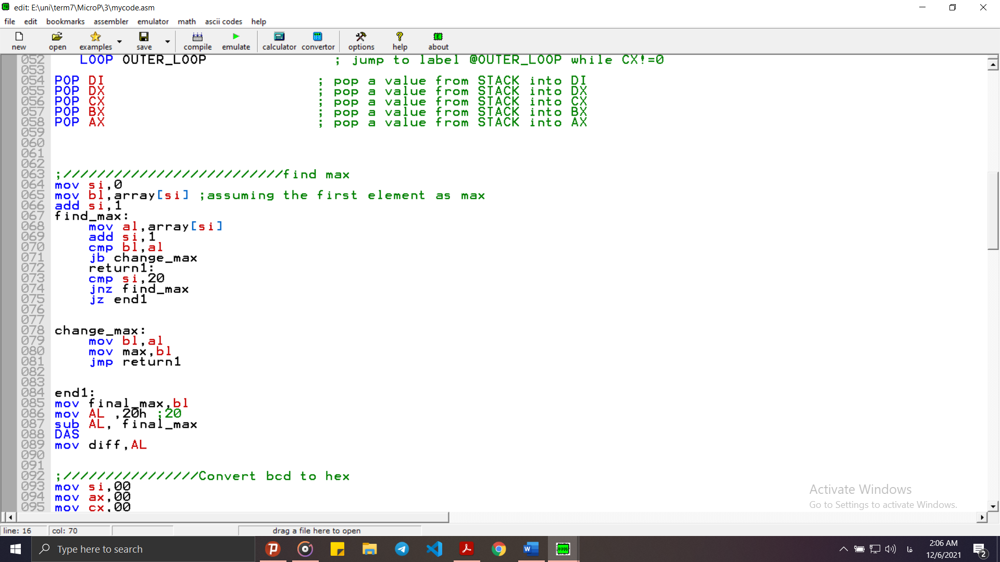 edit: E:\uni\term7\MicroP\3\mycode.asm
file edit bookmarks assembler emulator math ascii codes help
new open examples save compile emulate calculator convertor options help about
052 LOOP OUTER_LOOP ; jump to label @OUTER_LOOP while CX!=0
053
054 POP DI ; pop a value from STACK into DI
055 POP DX ; pop a value from STACK into DX
056 POP CX ; pop a value from STACK into CX
057 POP BX ; pop a value from STACK into BX
058 POP AX ; pop a value from STACK into AX
059
060
061
062
063 ;//////////////////////////find max
064 mov si,0
065 mov bl,array[si] ;assuming the first element as max
066 add si,1
067 find_max:
068 mov al,array[si]
069 add si,1
070 cmp bl,al
071 jb change_max
072 return1:
073 cmp si,20
074 jnz find_max
075 jz end1
076
077
078 change_max:
079 mov bl,al
080 mov max,bl
081 jmp return1
082
083
084 end1:
085 mov final_max,bl
086 mov AL ,20h ;20
087 sub AL, final_max
088 DAS
089 mov diff,AL
090
091
092 ;////////////////Convert bcd to hex
093 mov si,00
094 mov ax,00
095 mov cx,00
Activate Windows
Go to Settings to activate Windows.
line: 16 col: 70 drag a file here to open
Type here to search
8086
فا
2:06 AM
12/6/2021
2